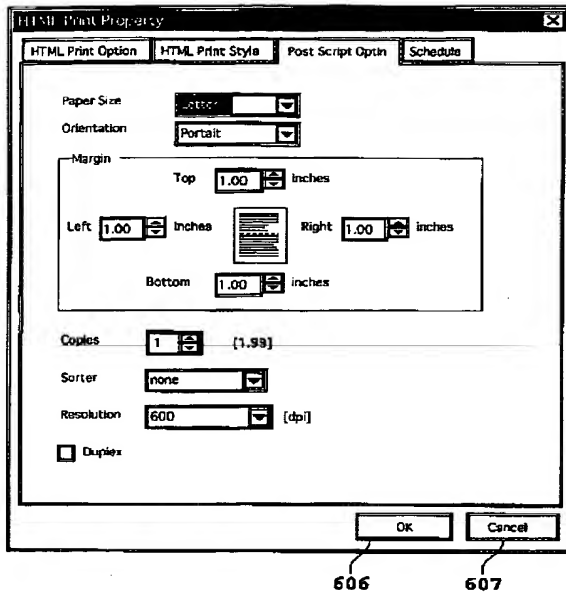 HTML Print Property
HTML Print Option HTML Print Style Post Script Optin Schedule
Paper Size Letter
Orientation Portait
Margin
Top 1.00 inches
Left 1.00 inches Right 1.00 inches
Bottom 1.00 inches
Copies 1 [1.99]
Sorter none
Resolution 600 [dpi]
Duplex
OK Cancel
606 607